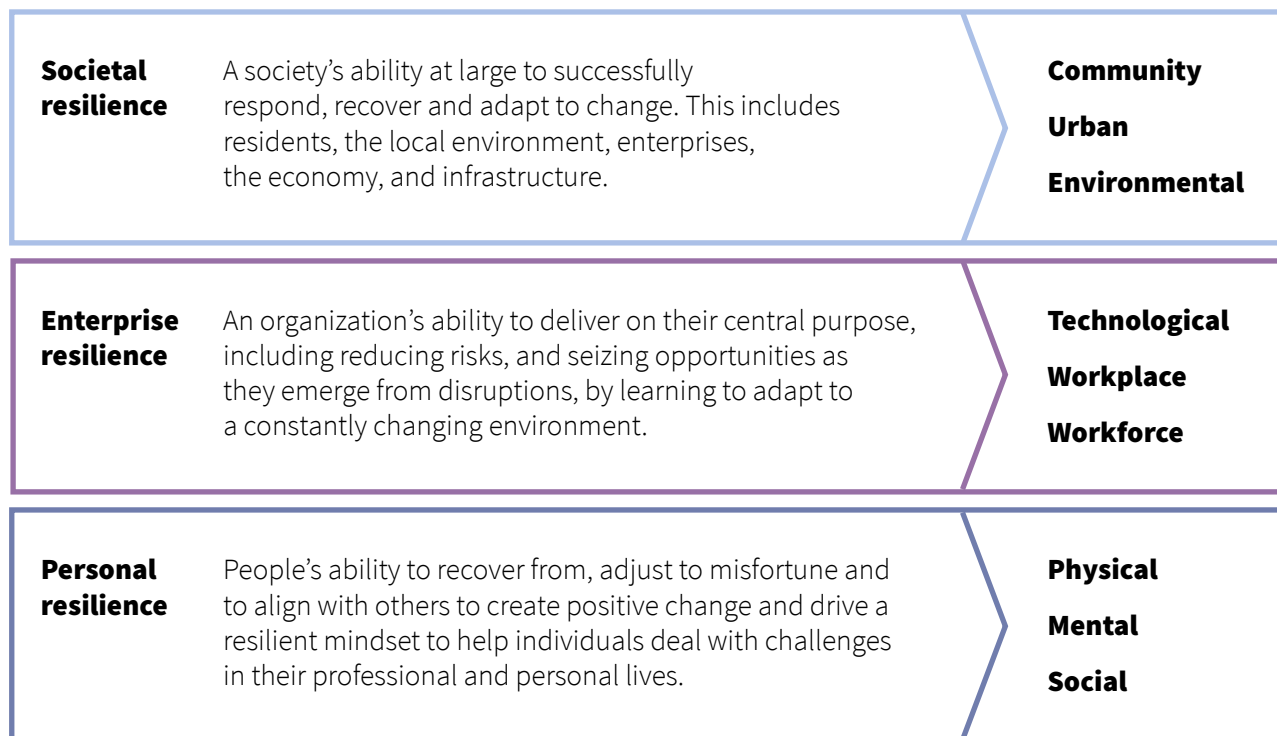 Societal
resilience
A society’s ability at large to successfully
respond, recover and adapt to change. This includes
residents, the local environment, enterprises,
the economy, and infrastructure.
Community
Urban
Environmental
Enterprise
resilience
An organization’s ability to deliver on their central purpose,
including reducing risks, and seizing opportunities as
they emerge from disruptions, by learning to adapt to
a constantly changing environment.
Technological
Workplace
Workforce
Personal
resilience
People’s ability to recover from, adjust to misfortune and
to align with others to create positive change and drive a
resilient mindset to help individuals deal with challenges
in their professional and personal lives.
Physical
Mental
Social